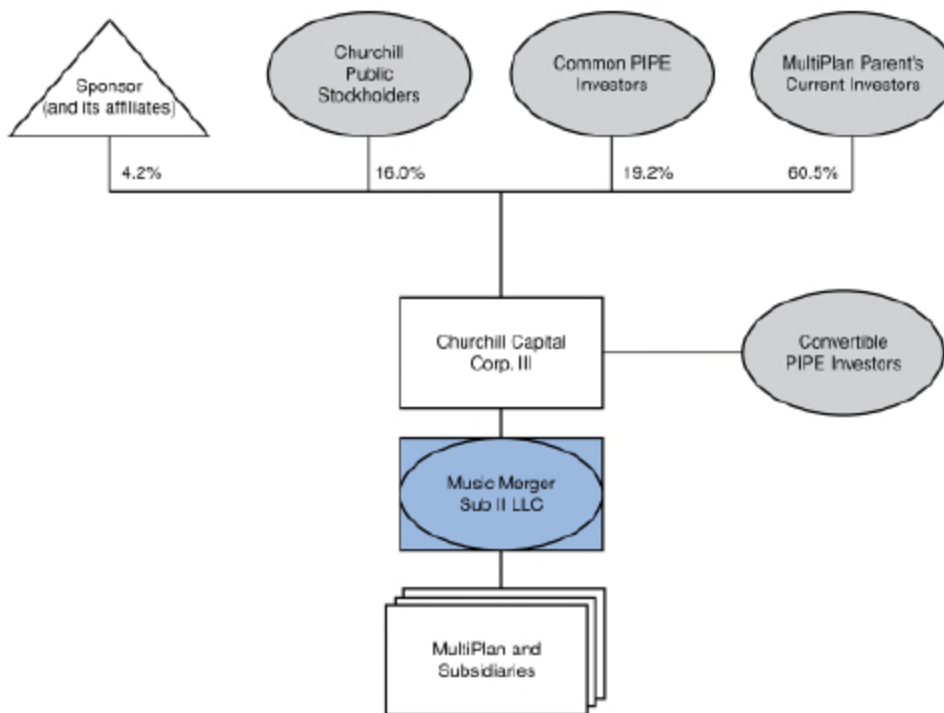 Sponsor
(and its affiliates)
Churchill
Public
Stockholders
Common PIPE
Investors
MultiPlan Parent's
Current Investors
4.2%
16.0%
19.2%
60.5%
Churchill Capital
Corp. III
Convertible
PIPE Investors
Music Merger
Sub II LLC
MultiPlan and
Subsidiaries